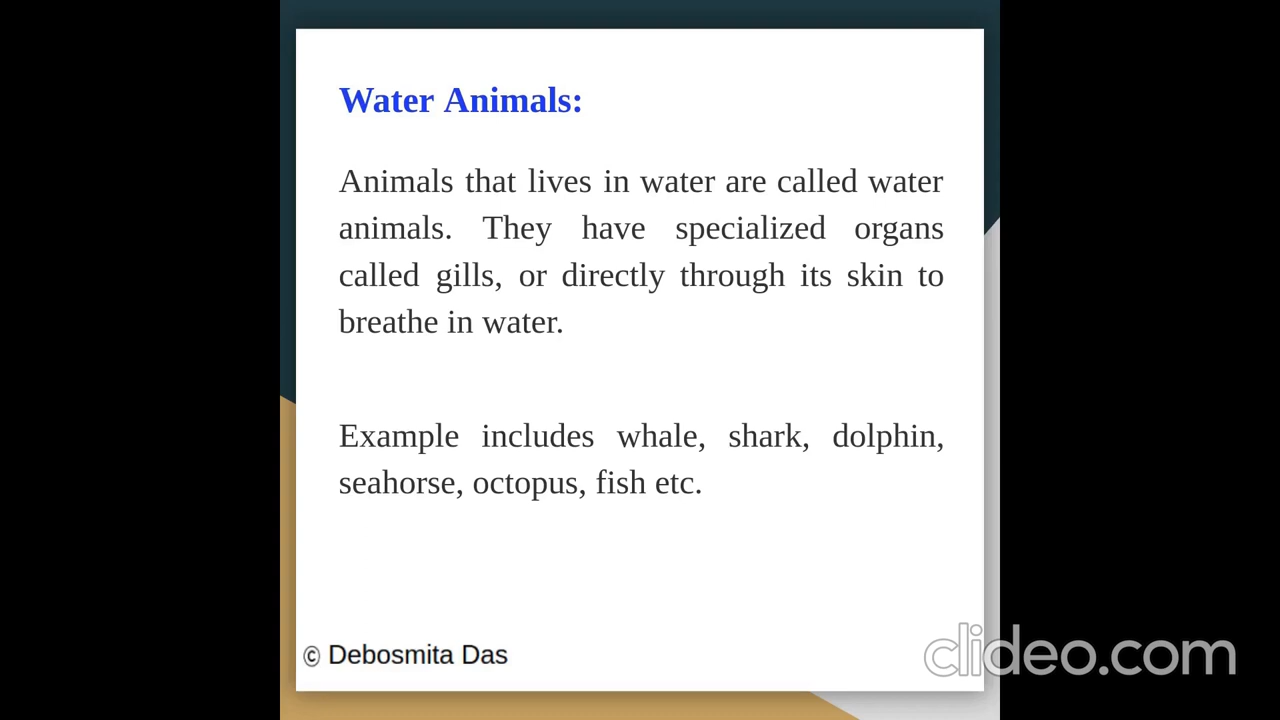 Water Animals:
Animals that lives in water are called water
animals. They have specialized organs
called gills, or directly through its skin to
breathe in water.
Example includes whale, shark, dolphin,
seahorse, octopus, fish etc.
© Debosmita Das
clideo.com